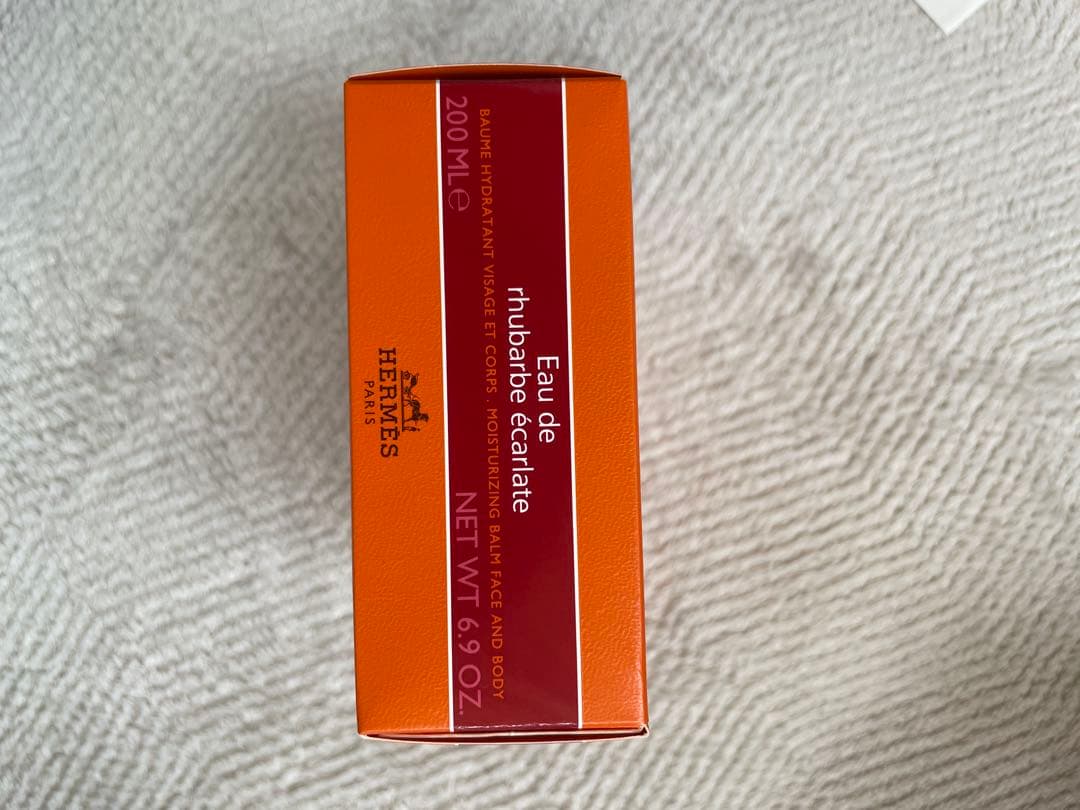 Eau de
rhubarbe écarlate
BAUME HYDRATANT VISAGE ET CORPS . MOISTURIZING BALM FACE AND BODY
200 ML ℮ NET WT 6.9 OZ.
HERMÈS
PARIS